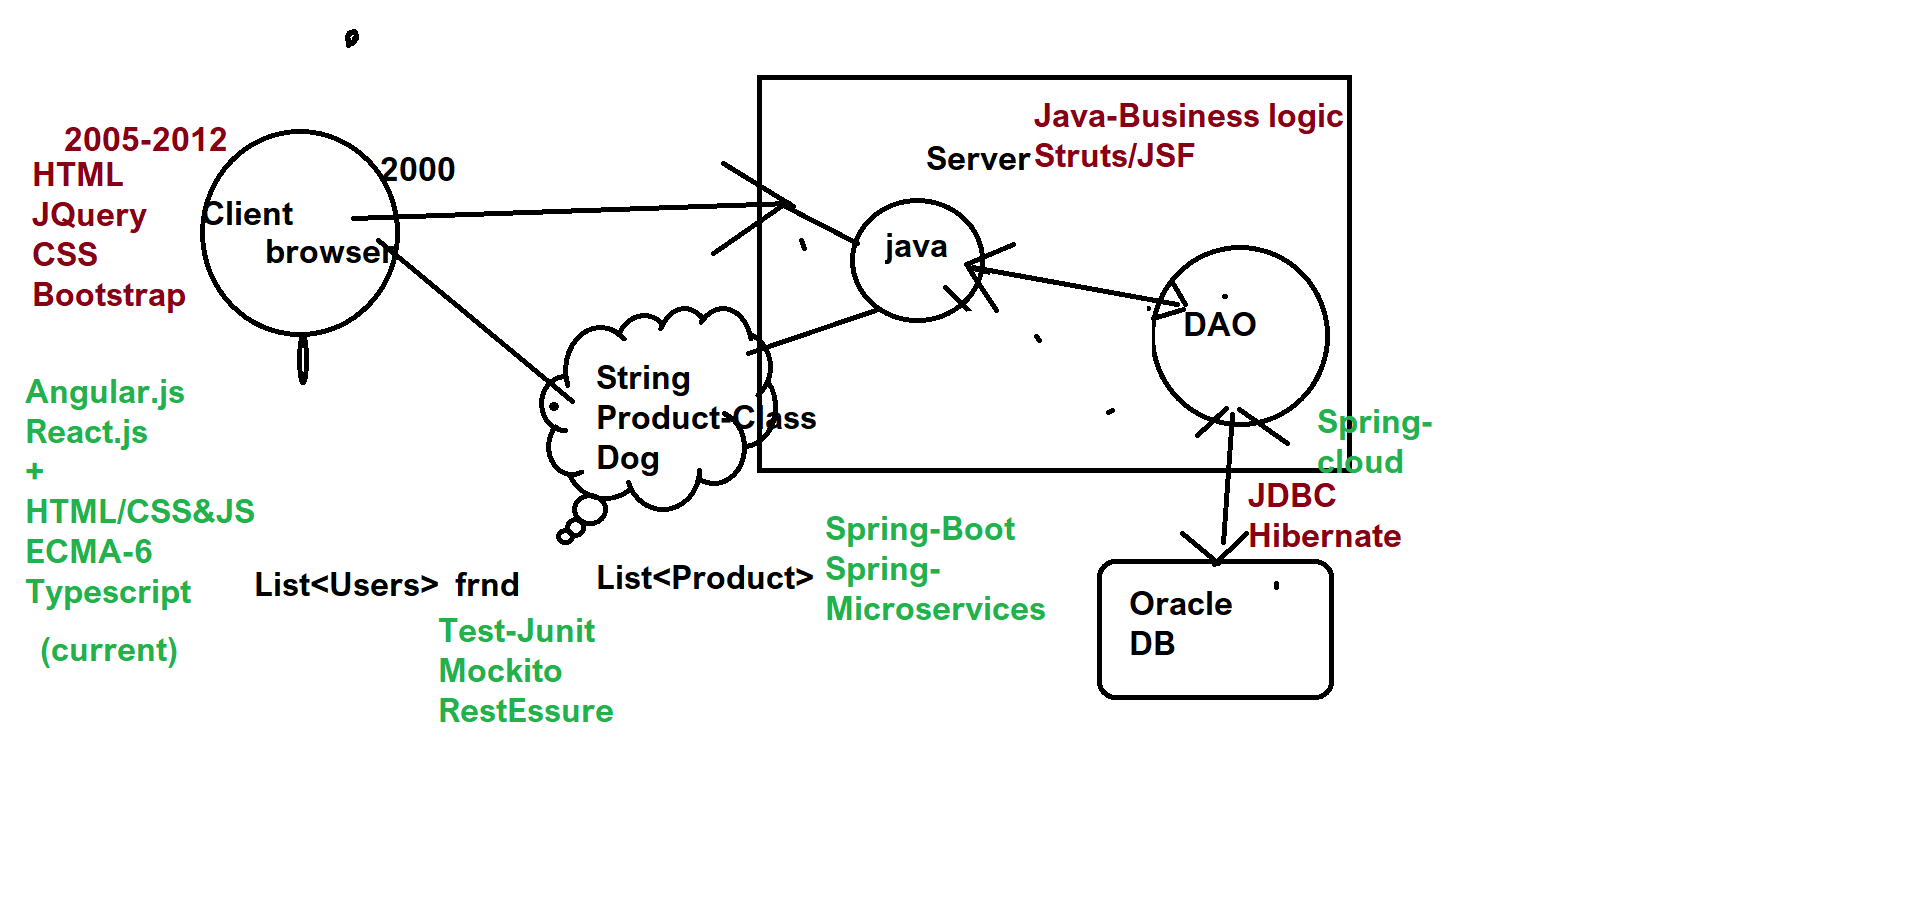 2005-2012
HTML
JQuery
CSS
Bootstrap
2000
Client
browser
Server
Java-Business logic
Struts/JSF
java
DAO
String
Product-Class
Dog
Angular.js
React.js
+
HTML/CSS&JS
ECMA-6
Typescript
(current)
List<Users>  frnd
List<Product>
Test-Junit
Mockito
RestEssure
Spring-Boot
Spring-
Microservices
Spring-
cloud
JDBC
Hibernate
Oracle
DB